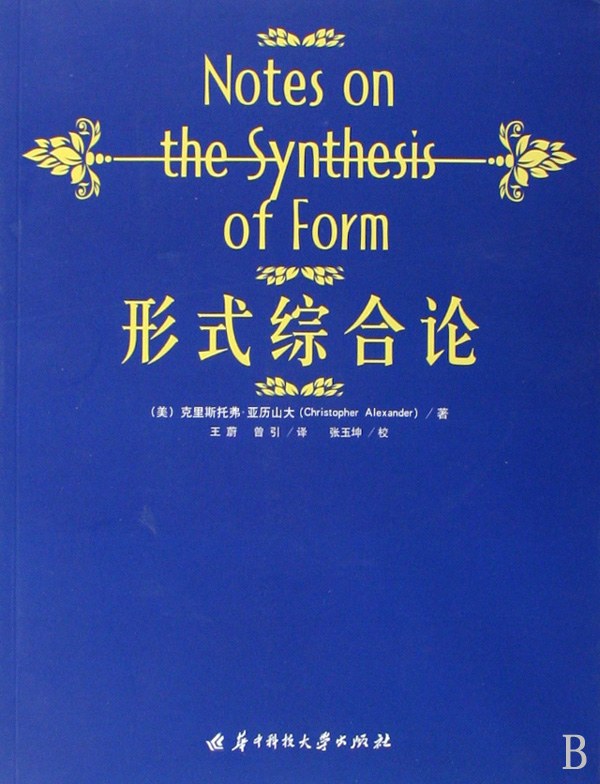 Notes on
the Synthesis
of Form
形式综合论
（美）克里斯托弗·亚历山大（Christopher Alexander）／著
王蔚 曾引／译 张玉坤／校
华中科技大学出版社
B